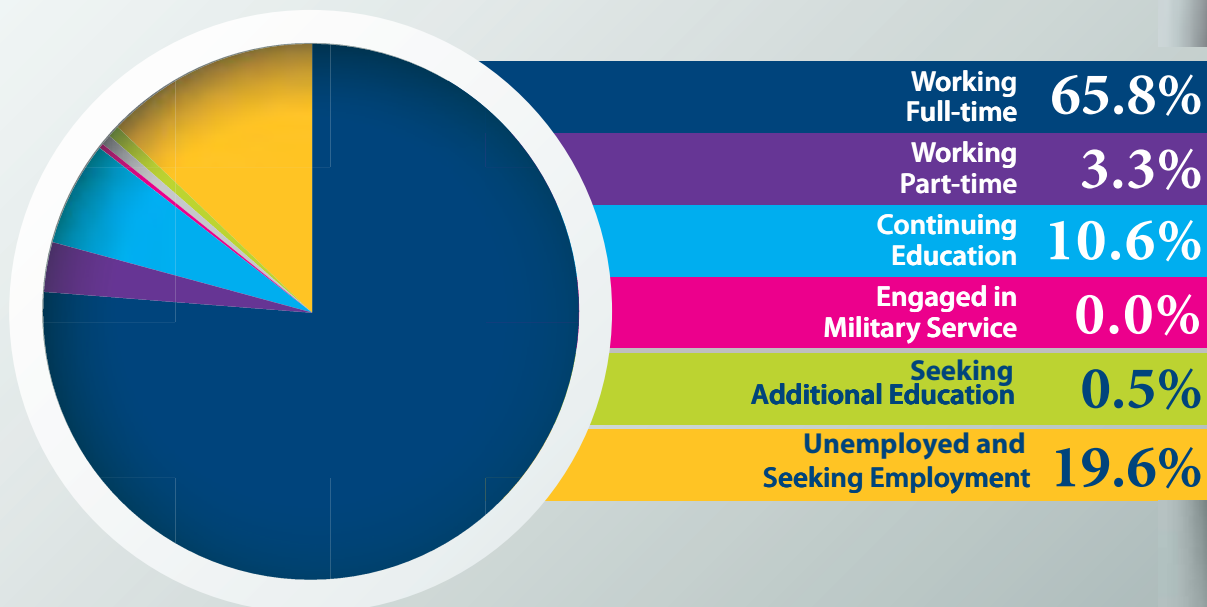 Working
Full-time 65.8%
Working
Part-time 3.3%
Continuing
Education 10.6%
Engaged in
Military Service 0.0%
Seeking
Additional Education 0.5%
Unemployed and
Seeking Employment 19.6%